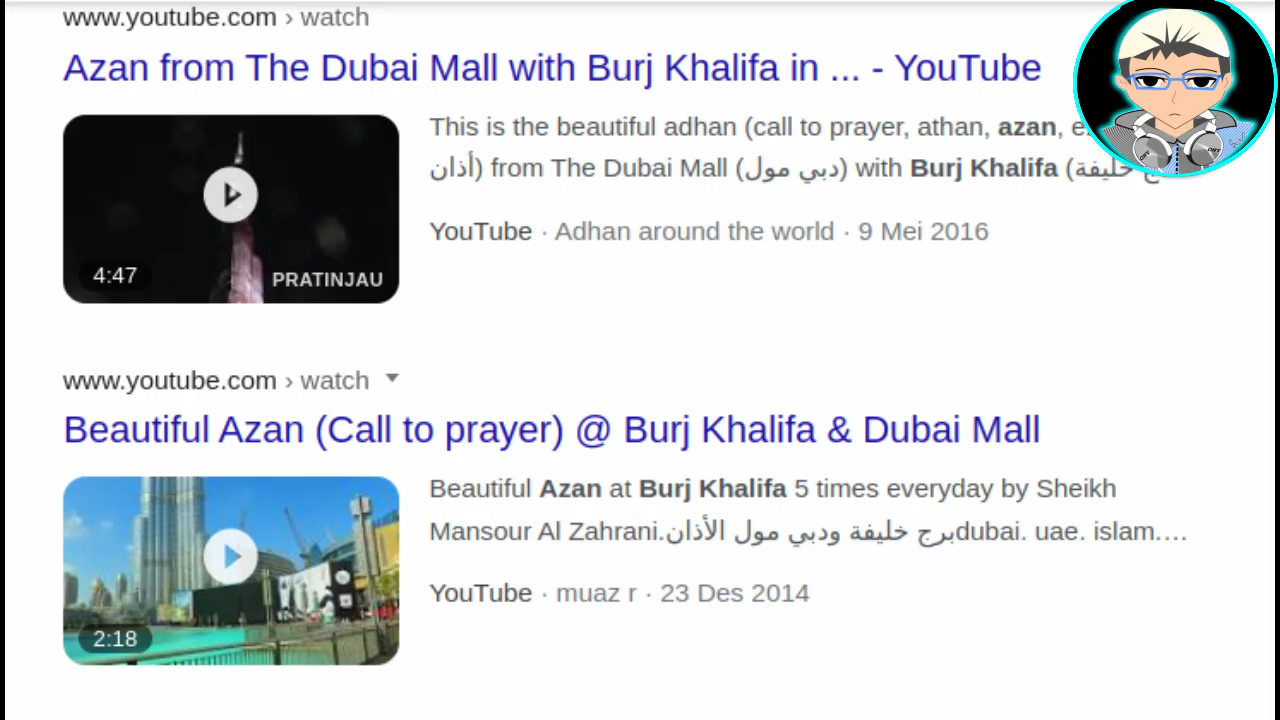 www.youtube.com › watch
Azan from The Dubai Mall with Burj Khalifa in ... - YouTube
This is the beautiful adhan (call to prayer, athan, azan,
أذان) from The Dubai Mall (دبي مول) with Burj Khalifa (خليفة
4:47
PRATINJAU
YouTube · Adhan around the world · 9 Mei 2016
www.youtube.com › watch
Beautiful Azan (Call to prayer) @ Burj Khalifa & Dubai Mall
Beautiful Azan at Burj Khalifa 5 times everyday by Sheikh
Mansour Al Zahrani.برج خليفة ودبي مول الأذانdubai. uae. islam....
2:18
YouTube · muaz r · 23 Des 2014